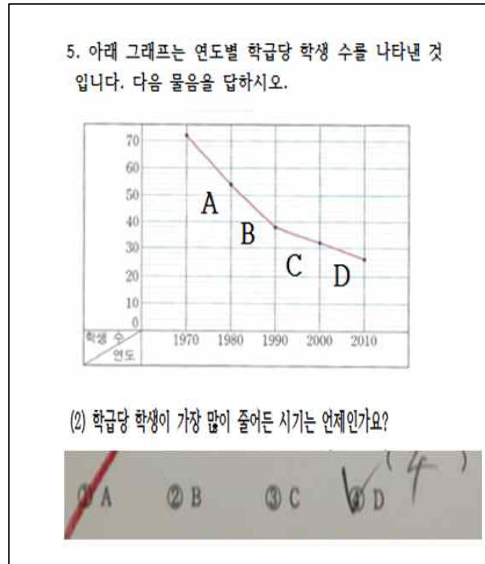 5. 아래 그래프는 연도별 학급당 학생 수를 나타낸 것
입니다. 다음 물음을 답하시오.
70
60
50
40
30
20
10
0
A
B
C
D
학생 수
연도
1970 1980 1990 2000 2010
(2) 학급당 학생이 가장 많이 줄어든 시기는 언제인가요?
( 4 )
① A ② B ③ C ④ D